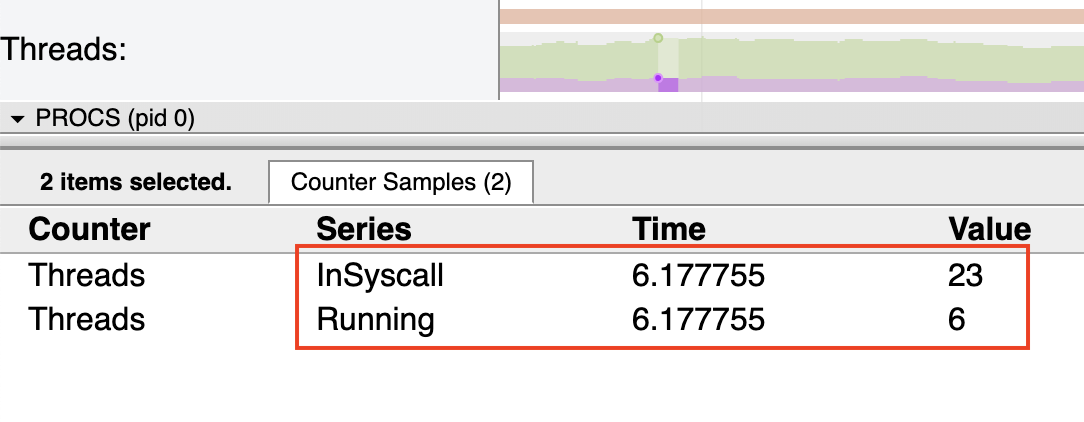 Threads:
PROCS (pid 0)
2 items selected. Counter Samples (2)
Counter Series Time Value
Threads InSyscall 6.177755 23
Threads Running 6.177755 6